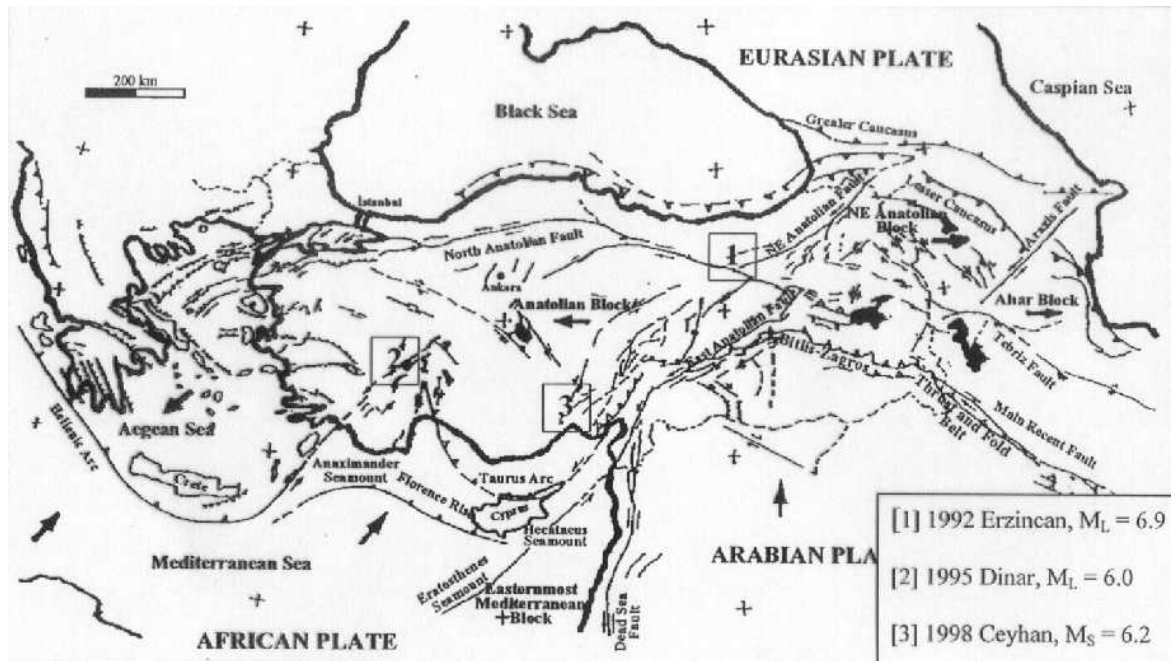 EURASIAN PLATE
Caspian Sea
200 km
Black Sea
Greater Caucasus
İstanbul
Lesser Caucasus
NE Anatolian Fault
NE Anatolian
Block
Araxis Fault
North Anatolian Fault
1
Ankara
Anatolian Block
Ahar Block
East Anatolian Fault
Bitlis-Zagros
Tebriz Fault
2
3
Thrust and Fold
Belt
Main Recent Fault
Aegean Sea
Hellenic Arc
Crete
Anaximander
Seamount
Florence Rise
Taurus Arc
Cyprus
Hecataeus
Seamount
Mediterranean Sea
Eratosthenes
Seamount
Easternmost
Mediterranean
Block
Dead Sea
Fault
ARABIAN PLA
AFRICAN PLATE
[1] 1992 Erzincan, ML = 6.9
[2] 1995 Dinar, ML = 6.0
[3] 1998 Ceyhan, MS = 6.2